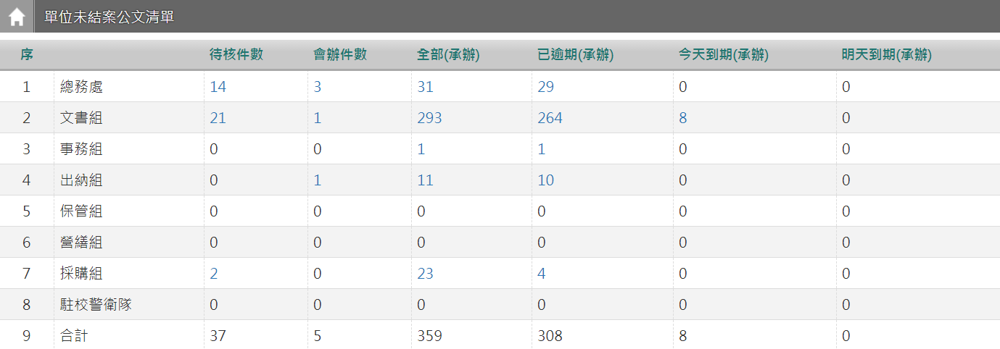 單位未結案公文清單
序 待核件數 會辦件數 全部(承辦) 已逾期(承辦) 今天到期(承辦) 明天到期(承辦)
1 總務處 14 3 31 29 0 0
2 文書組 21 1 293 264 8 0
3 事務組 0 0 1 1 0 0
4 出納組 0 1 11 10 0 0
5 保管組 0 0 0 0 0 0
6 營繕組 0 0 0 0 0 0
7 採購組 2 0 23 4 0 0
8 駐校警衛隊 0 0 0 0 0 0
9 合計 37 5 359 308 8 0